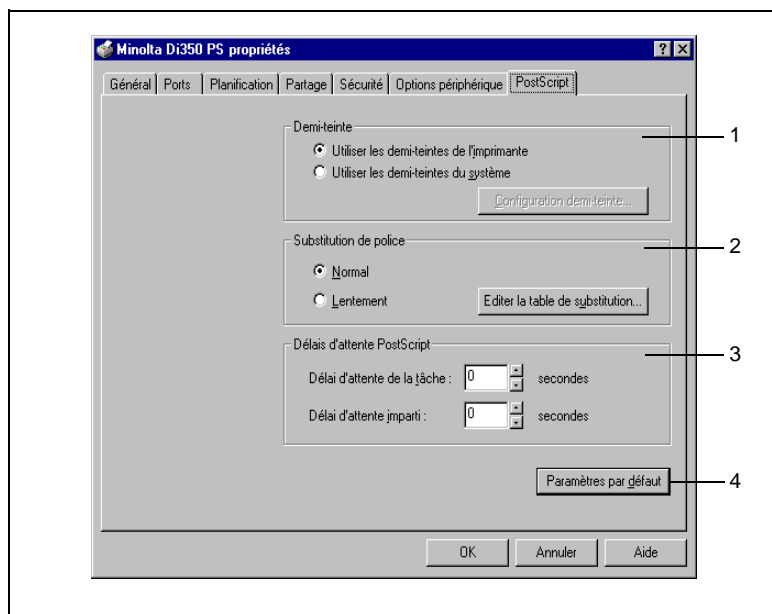 Minolta Di350 PS propriétés
Général Ports Planification Partage Sécurité Options périphérique PostScript
Demi-teinte
1
Utiliser les demi-teintes de l'imprimante
Utiliser les demi-teintes du système
Configuration demi-teinte...
Substitution de police
2
Normal
Lentement Editer la table de substitution...
Délais d'attente PostScript
3
Délai d'attente de la tâche : 0 secondes
Délai d'attente imparti : 0 secondes
Paramètres par défaut 4
OK Annuler Aide